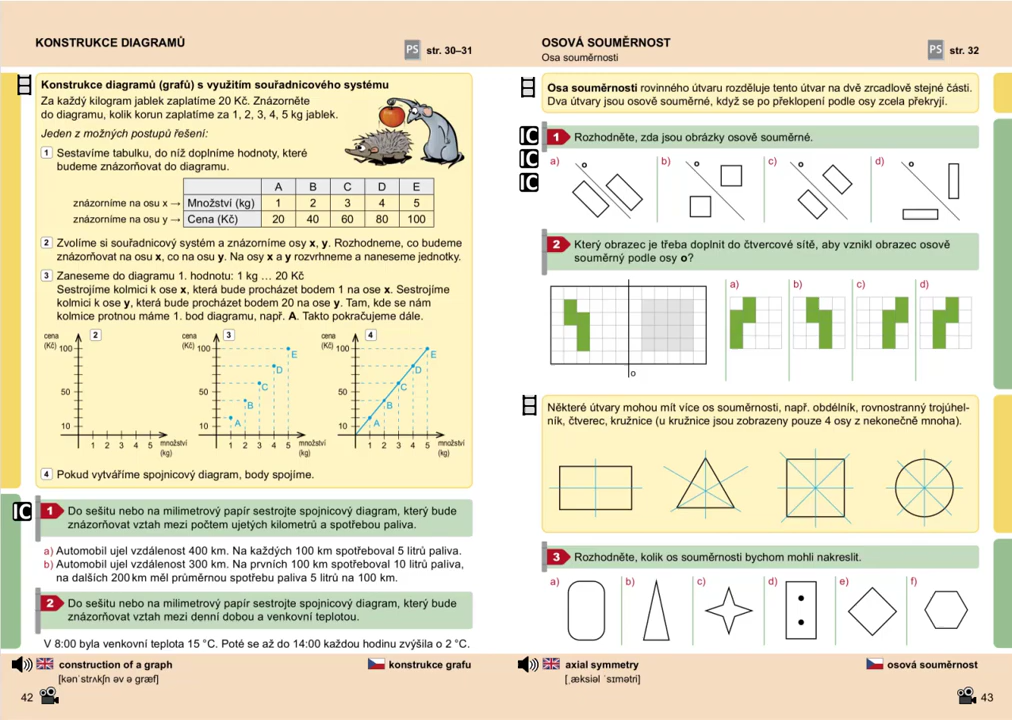 KONSTRUKCE DIAGRAMŮ
PS str. 30–31
Konstrukce diagramů (grafů) s využitím souřadnicového systému
Za každý kilogram jablek zaplatíme 20 Kč. Znázorněte
do diagramu, kolik korun zaplatíme za 1, 2, 3, 4, 5 kg jablek.
Jeden z možných postupů řešení:
1 Sestavíme tabulku, do níž doplníme hodnoty, které
budeme znázorňovat do diagramu.
A B C D E
znázorníme na osu x → Množství (kg) 1 2 3 4 5
znázorníme na osu y → Cena (Kč) 20 40 60 80 100
2 Zvolíme si souřadnicový systém a znázorníme osy x, y. Rozhodneme, co budeme
znázorňovat na osu x, co na osu y. Na osy x a y rozvrhneme a naneseme jednotky.
3 Zaneseme do diagramu 1. hodnotu: 1 kg ... 20 Kč
Sestrojíme kolmici k ose x, která bude procházet bodem 1 na ose x. Sestrojíme
kolmici k ose y, která bude procházet bodem 20 na ose y. Tam, kde se nám
kolmice protnou máme 1. bod diagramu, např. A. Takto pokračujeme dále.
cena
(Kč)
2
100
50
10
1 2 3 4 5
množství
(kg)
cena
(Kč)
3
100
50
10
A
B
C
D
E
1 2 3 4 5
množství
(kg)
cena
(Kč)
4
100
50
10
A
B
C
D
E
1 2 3 4 5
množství
(kg)
4 Pokud vytváříme spojnicový diagram, body spojíme.
IC
1 Do sešitu nebo na milimetrový papír sestrojte spojnicový diagram, který bude
znázorňovat vztah mezi počtem ujetých kilometrů a spotřebou paliva.
a) Automobil ujel vzdálenost 400 km. Na každých 100 km spotřeboval 5 litrů paliva.
b) Automobil ujel vzdálenost 300 km. Na prvních 100 km spotřeboval 10 litrů paliva,
na dalších 200 km měl průměrnou spotřebu paliva 5 litrů na 100 km.
2 Do sešitu nebo na milimetrový papír sestrojte spojnicový diagram, který bude
znázorňovat vztah mezi denní dobou a venkovní teplotou.
V 8:00 byla venkovní teplota 15 °C. Poté se až do 14:00 každou hodinu zvýšila o 2 °C.
construction of a graph
[kənˈstrʌkʃn əv ə græf]
konstrukce grafu
42
OSOVÁ SOUMĚRNOST
Osa souměrnosti
PS str. 32
Osa souměrnosti rovinného útvaru rozděluje tento útvar na dvě zrcadlově stejné části.
Dva útvary jsou osově souměrné, když se po překlopení podle osy zcela překryjí.
IC
IC
IC
1 Rozhodněte, zda jsou obrázky osově souměrné.
a) o b) o c) o d) o
2 Který obrazec je třeba doplnit do čtvercové sítě, aby vznikl obrazec osově
souměrný podle osy o?
a) b) c) d)
o
Některé útvary mohou mít více os souměrnosti, např. obdélník, rovnostranný trojúhel-
ník, čtverec, kružnice (u kružnice jsou zobrazeny pouze 4 osy z nekonečně mnoha).
3 Rozhodněte, kolik os souměrnosti bychom mohli nakreslit.
a) b) c) d) e) f)
axial symmetry
[ˌæksiəl ˈsɪmətri]
osová souměrnost
43